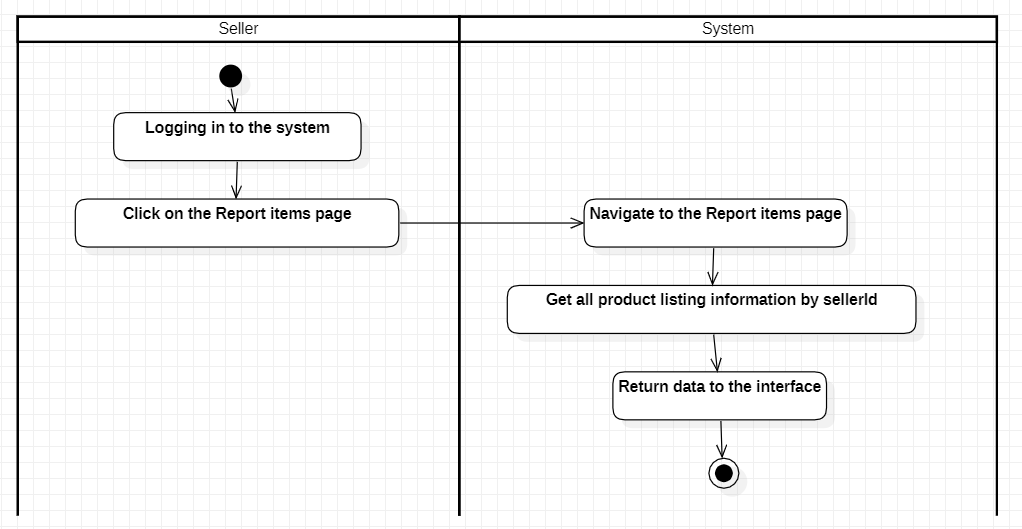 Seller
System
Logging in to the system
Click on the Report items page
Navigate to the Report items page
Get all product listing information by sellerId
Return data to the interface